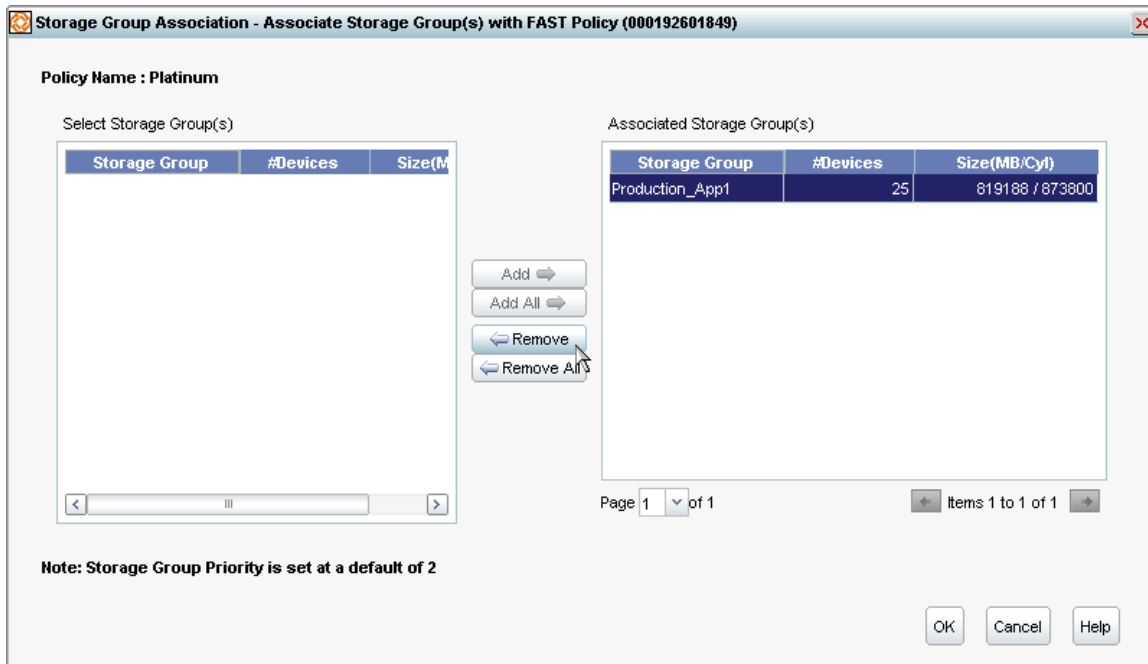 Storage Group Association - Associate Storage Group(s) with FAST Policy (000192601849)
Policy Name : Platinum
Select Storage Group(s)
Associated Storage Group(s)
Storage Group #Devices Size(M
Storage Group #Devices Size(MB/Cyl)
Production_App1 25 819188 / 873800
Add
Add All
Remove
Remove All
Page 1 of 1
Items 1 to 1 of 1
Note: Storage Group Priority is set at a default of 2
OK Cancel Help